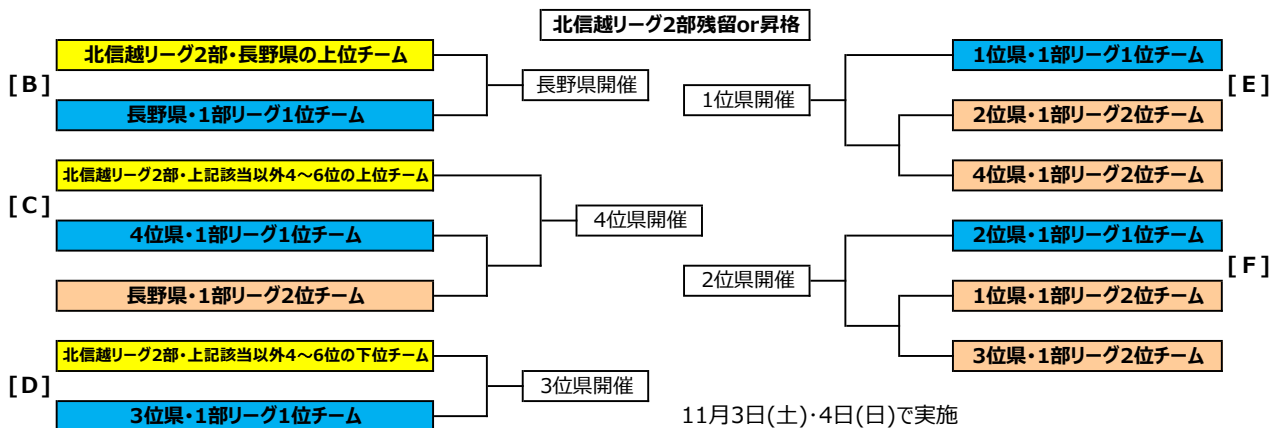 北信越リーグ2部残留or昇格
[B]
北信越リーグ2部・長野県の上位チーム
長野県・1部リーグ1位チーム
長野県開催
[C]
北信越リーグ2部・上記該当以外4～6位の上位チーム
4位県・1部リーグ1位チーム
長野県・1部リーグ2位チーム
4位県開催
[D]
北信越リーグ2部・上記該当以外4～6位の下位チーム
3位県・1部リーグ1位チーム
3位県開催
1位県開催
1位県・1部リーグ1位チーム
[E]
2位県・1部リーグ2位チーム
4位県・1部リーグ2位チーム
2位県開催
2位県・1部リーグ1位チーム
[F]
1位県・1部リーグ2位チーム
3位県・1部リーグ2位チーム
11月3日(土)・4日(日)で実施